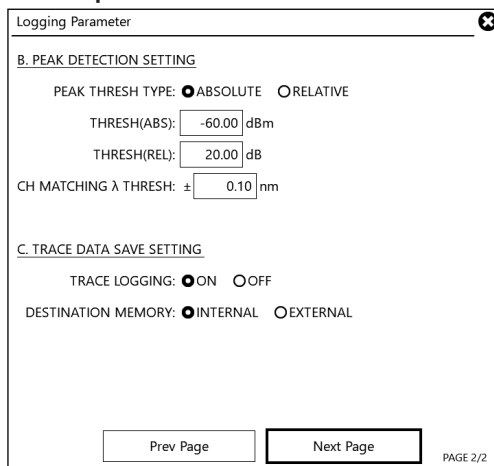 Logging Parameter
B. PEAK DETECTION SETTING
PEAK THRESH TYPE: ABSOLUTE RELATIVE
THRESH(ABS): -60.00 dBm
THRESH(REL): 20.00 dB
CH MATCHING λ THRESH: ± 0.10 nm
C. TRACE DATA SAVE SETTING
TRACE LOGGING: ON OFF
DESTINATION MEMORY: INTERNAL EXTERNAL
Prev Page Next Page PAGE 2/2